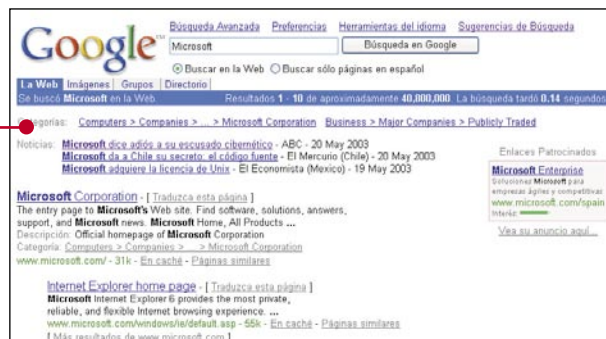 Google™
Búsqueda Avanzada Preferencias Herramientas del idioma Sugerencias de Búsqueda
Microsoft Búsqueda en Google
Buscar en la Web Buscar sólo páginas en español
La Web Imágenes Grupos Directorio
Se buscó Microsoft en la Web. Resultados 1 - 10 de aproximadamente 40,000,000. La búsqueda tardó 0.14 segundos
Categorías: Computers > Companies > ... > Microsoft Corporation Business > Major Companies > Publicly Traded
Noticias: Microsoft dice adiós a su escusado cibernético - ABC - 20 May 2003
Microsoft da a Chile su secreto: el código fuente - El Mercurio (Chile) - 20 May 2003
Microsoft adquiere la licencia de Unix - El Economista (Mexico) - 19 May 2003
Enlaces Patrocinados
Microsoft Enterprise
Soluciones Microsoft para
empresas ágiles y competitivas
www.microsoft.com/spain
Interés:
Vea su anuncio aquí...
Microsoft Corporation - [ Traduzca esta página ]
The entry page to Microsoft's Web site. Find software, solutions, answers,
support, and Microsoft news. Microsoft Home, All Products ...
Descripción: Official homepage of Microsoft Corporation
Categoría: Computers > Companies > ... > Microsoft Corporation
www.microsoft.com/ - 31k - En caché - Páginas similares
Internet Explorer home page - [ Traduzca esta página ]
Microsoft Internet Explorer 6 provides the most private,
reliable, and flexible Internet browsing experience. ...
www.microsoft.com/windows/ie/default.asp - 55k - En caché - Páginas similares
[ Más resultados de www.microsoft.com ]